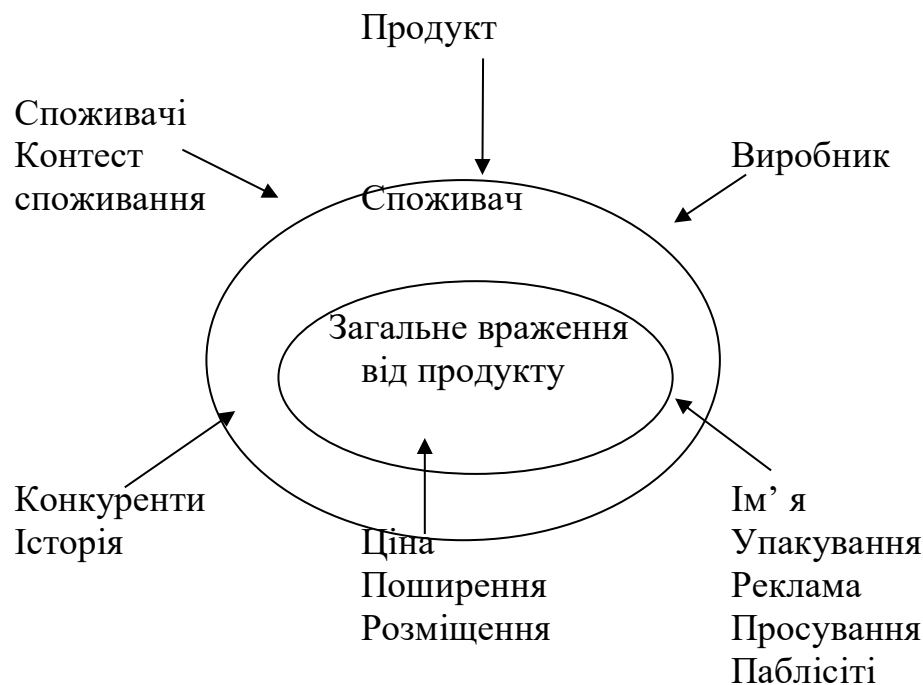 Продукт
Споживачі
Контест
споживання
Виробник
Споживач
Загальне враження
від продукту
Конкуренти
Історія
Ціна
Поширення
Розміщення
Ім’ я
Упакування
Реклама
Просування
Паблісіті